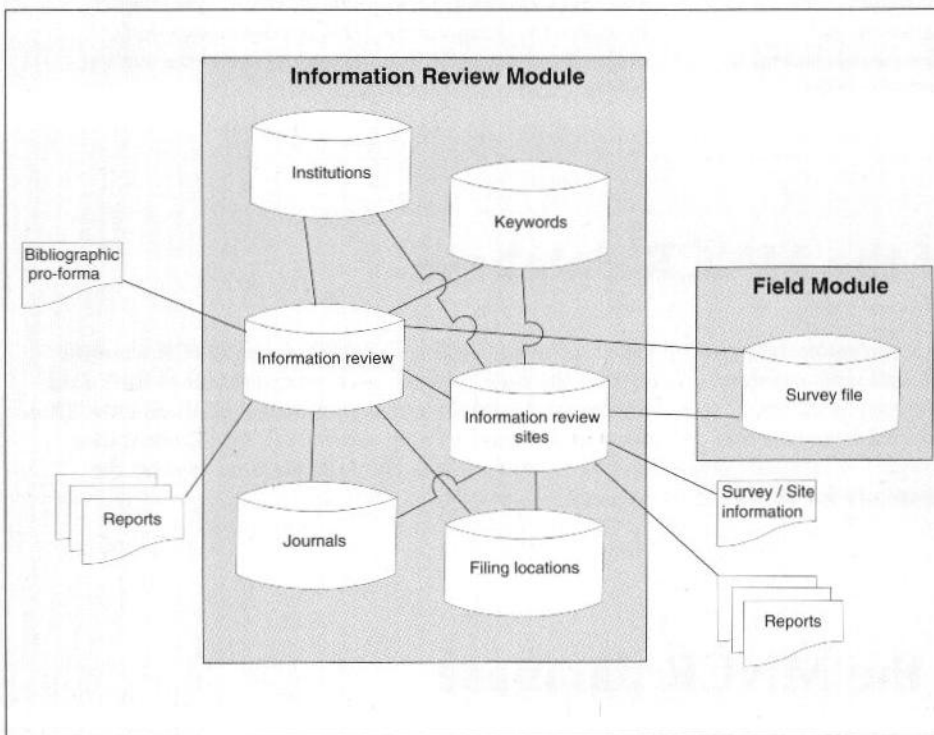 Information Review Module
Institutions
Keywords
Bibliographic
pro-forma
Field Module
Information review
Survey file
Information review
sites
Reports
Journals
Filing locations
Survey / Site
information
Reports